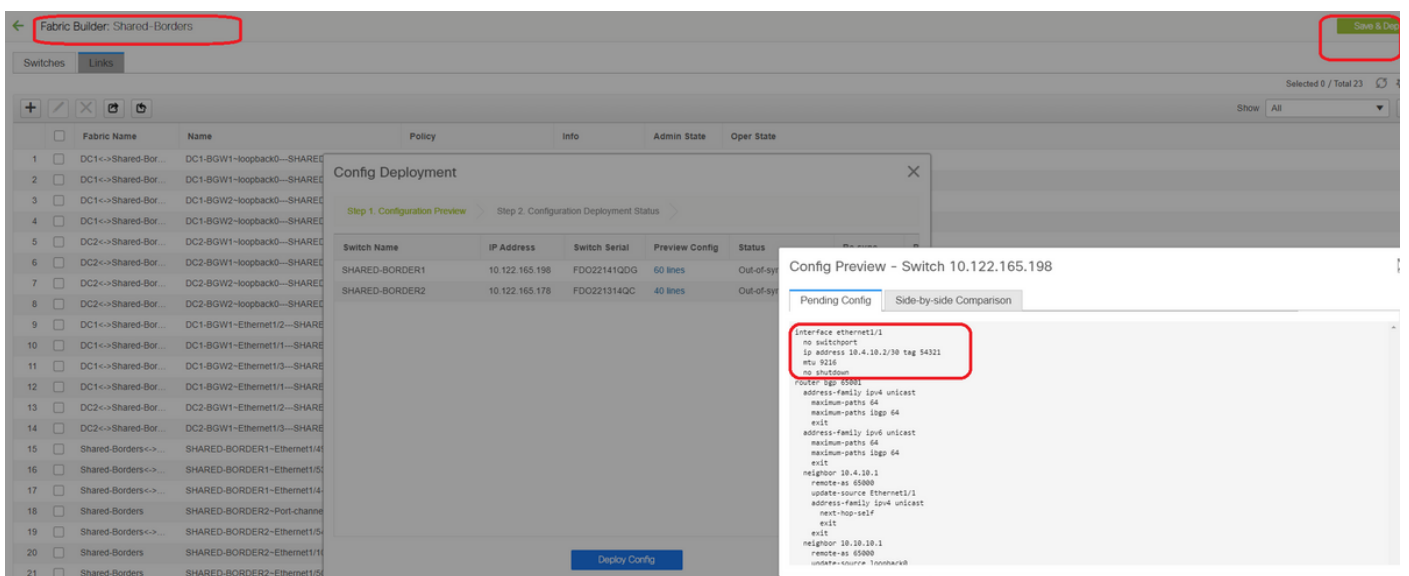 Fabric Builder: Shared-Borders
Save & Dep
Switches Links
Selected 0 / Total 23
Show All
Fabric Name Name Policy Info Admin State Oper State
1 DC1<->Shared-Bor... DC1-BGW1~loopback0---SHARED
2 DC1<->Shared-Bor... DC1-BGW1~loopback0---SHARED
3 DC1<->Shared-Bor... DC1-BGW2~loopback0---SHARED
4 DC1<->Shared-Bor... DC1-BGW2~loopback0---SHARED
5 DC2<->Shared-Bor... DC2-BGW1~loopback0---SHARED
6 DC2<->Shared-Bor... DC2-BGW1~loopback0---SHARED
7 DC2<->Shared-Bor... DC2-BGW2~loopback0---SHARED
8 DC2<->Shared-Bor... DC2-BGW2~loopback0---SHARED
9 DC1<->Shared-Bor... DC1-BGW1~Ethernet1/2---SHARE
10 DC1<->Shared-Bor... DC1-BGW1~Ethernet1/1---SHARE
11 DC1<->Shared-Bor... DC1-BGW2~Ethernet1/3---SHARE
12 DC1<->Shared-Bor... DC1-BGW2~Ethernet1/1---SHARE
13 DC2<->Shared-Bor... DC2-BGW1~Ethernet1/2---SHARE
14 DC2<->Shared-Bor... DC2-BGW1~Ethernet1/3---SHARE
15 Shared-Borders<->... SHARED-BORDER1~Ethernet1/49
16 Shared-Borders<->... SHARED-BORDER1~Ethernet1/53
17 Shared-Borders<->... SHARED-BORDER1~Ethernet1/4
18 Shared-Borders SHARED-BORDER2~Port-channe
19 Shared-Borders<->... SHARED-BORDER2~Ethernet1/5
20 Shared-Borders SHARED-BORDER2~Ethernet1/1
21 Shared-Borders SHARED-BORDER2~Ethernet1/5
Config Deployment
Step 1. Configuration Preview Step 2. Configuration Deployment Status
Switch Name IP Address Switch Serial Preview Config Status Re-sync
SHARED-BORDER1 10.122.165.198 FDO22141QDG 60 lines Out-of-syn
SHARED-BORDER2 10.122.165.178 FDO221314QC 40 lines Out-of-syn
Deploy Config
Config Preview - Switch 10.122.165.198
Pending Config Side-by-side Comparison
interface ethernet1/1
no switchport
ip address 10.4.10.2/30 tag 54321
mtu 9216
no shutdown
router bgp 65001
address-family ipv4 unicast
maximum-paths 64
maximum-paths ibgp 64
exit
address-family ipv6 unicast
maximum-paths 64
maximum-paths ibgp 64
exit
neighbor 10.4.10.1
remote-as 65000
update-source Ethernet1/1
address-family ipv4 unicast
next-hop-self
exit
exit
neighbor 10.10.10.1
remote-as 65000
update-source loopback0